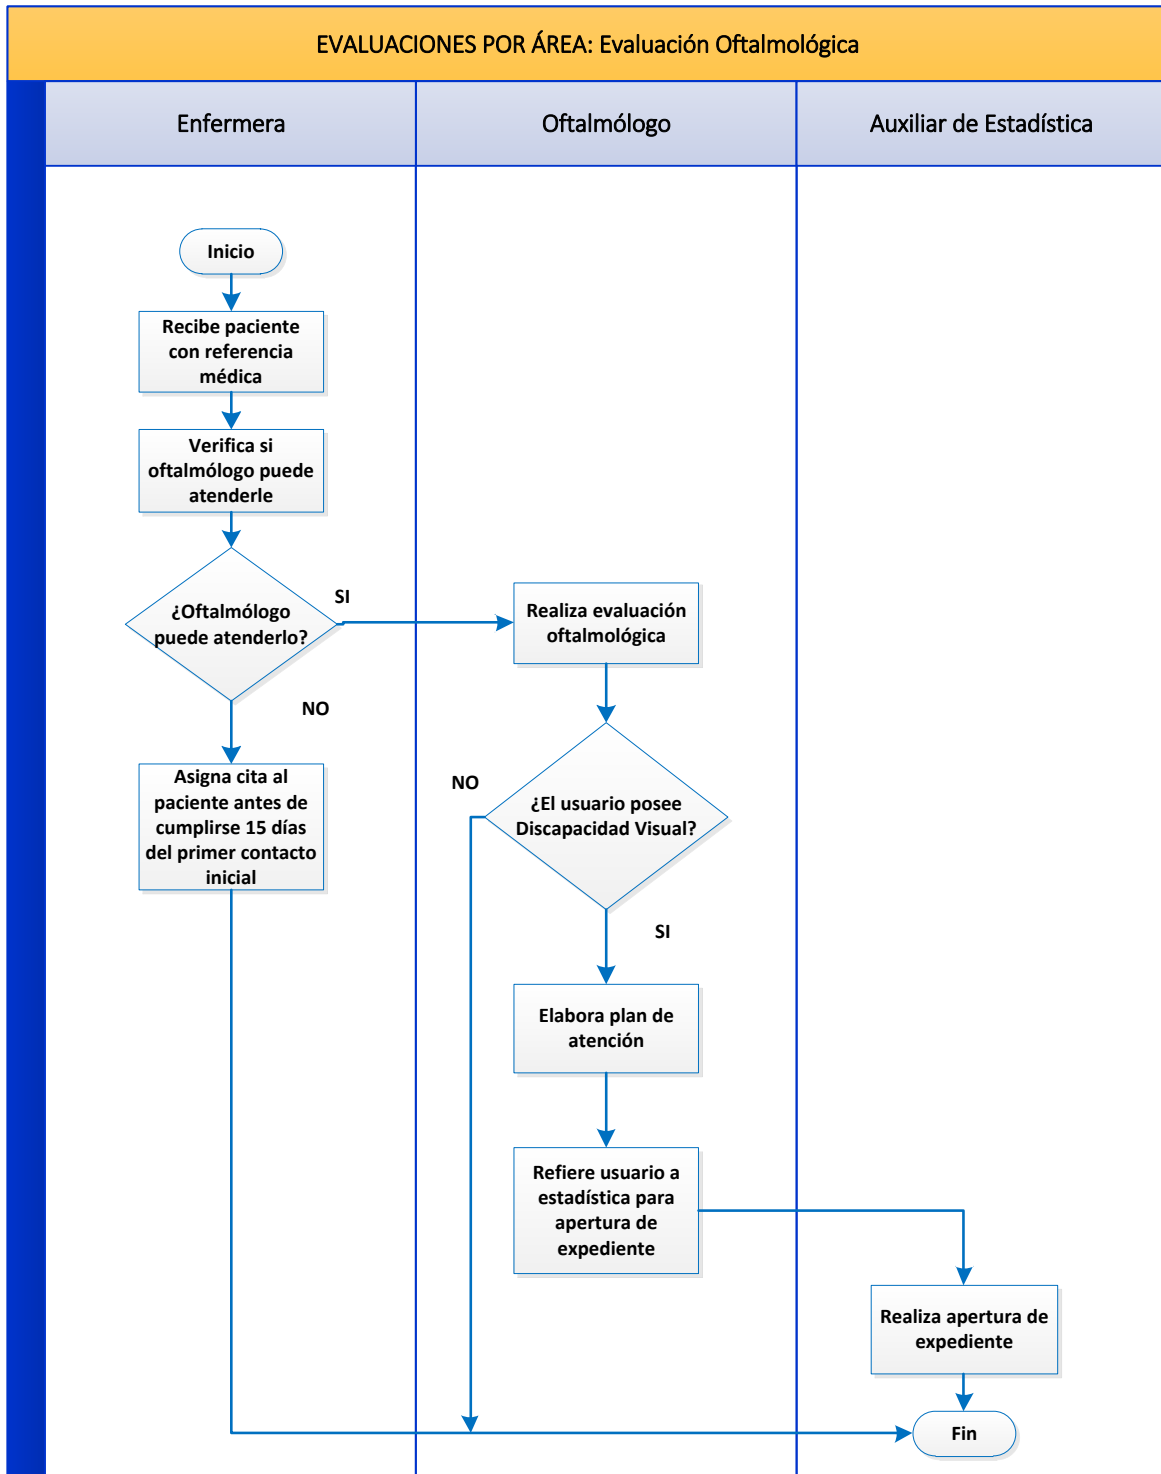 EVALUACIONES POR ÁREA: Evaluación Oftalmológica
Enfermera
Oftalmólogo
Auxiliar de Estadística
Inicio
Recibe paciente
con referencia
médica
Verifica si
oftalmólogo puede
atenderle
¿Oftalmólogo
puede atenderlo?
SI
NO
Asigna cita al
paciente antes de
cumplirse 15 días
del primer contacto
inicial
Realiza evaluación
oftalmológica
¿El usuario posee
Discapacidad Visual?
NO
SI
Elabora plan de
atención
Refiere usuario a
estadística para
apertura de
expediente
Realiza apertura de
expediente
Fin